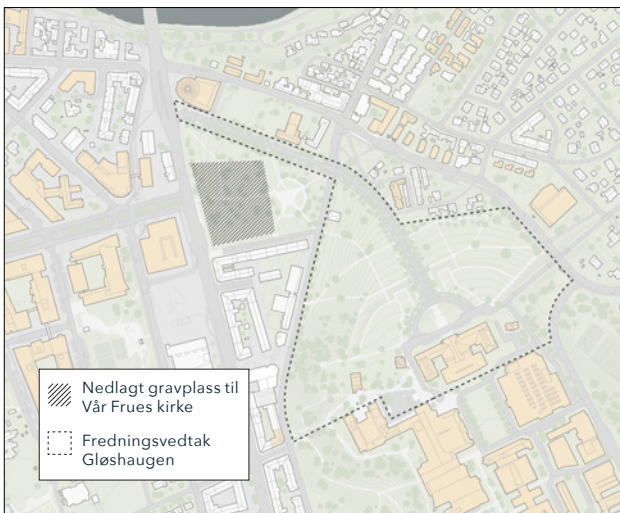 Nedlagt gravplass til
Vår Frues kirke
Fredningsvedtak
Gløshaugen